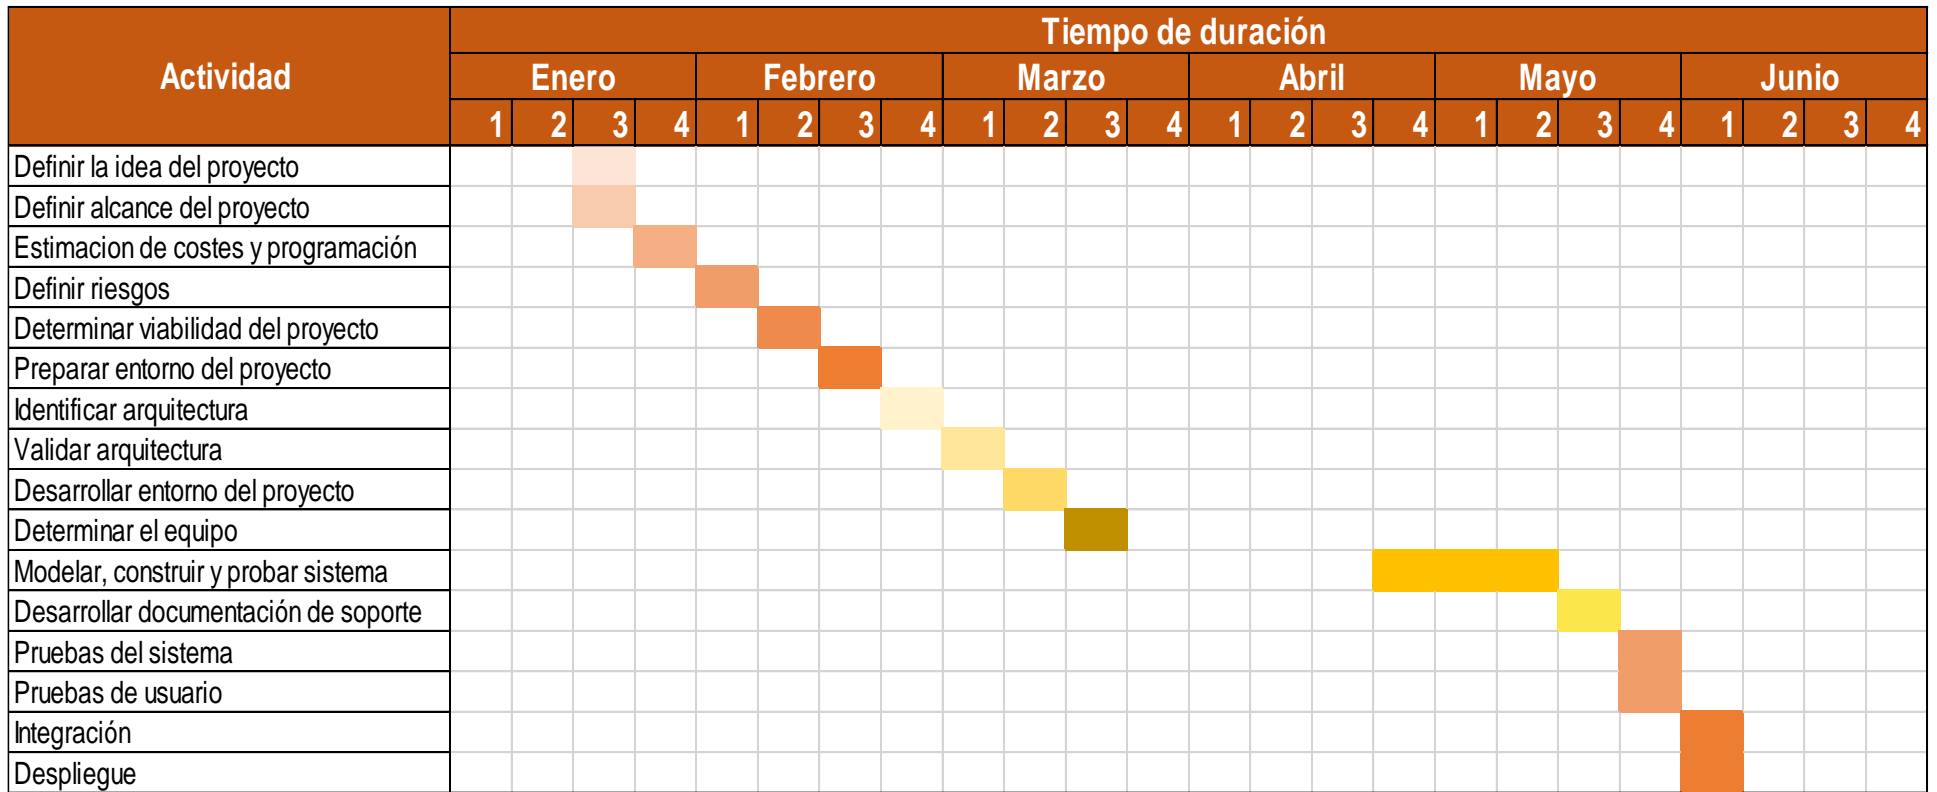 Actividad
Tiempo de duración
Enero Febrero Marzo Abril Mayo Junio
1 2 3 4 1 2 3 4 1 2 3 4 1 2 3 4 1 2 3 4 1 2 3 4
Definir la idea del proyecto
Definir alcance del proyecto
Estimacion de costes y programación
Definir riesgos
Determinar viabilidad del proyecto
Preparar entorno del proyecto
Identificar arquitectura
Validar arquitectura
Desarrollar entorno del proyecto
Determinar el equipo
Modelar, construir y probar sistema
Desarrollar documentación de soporte
Pruebas del sistema
Pruebas de usuario
Integración
Despliegue